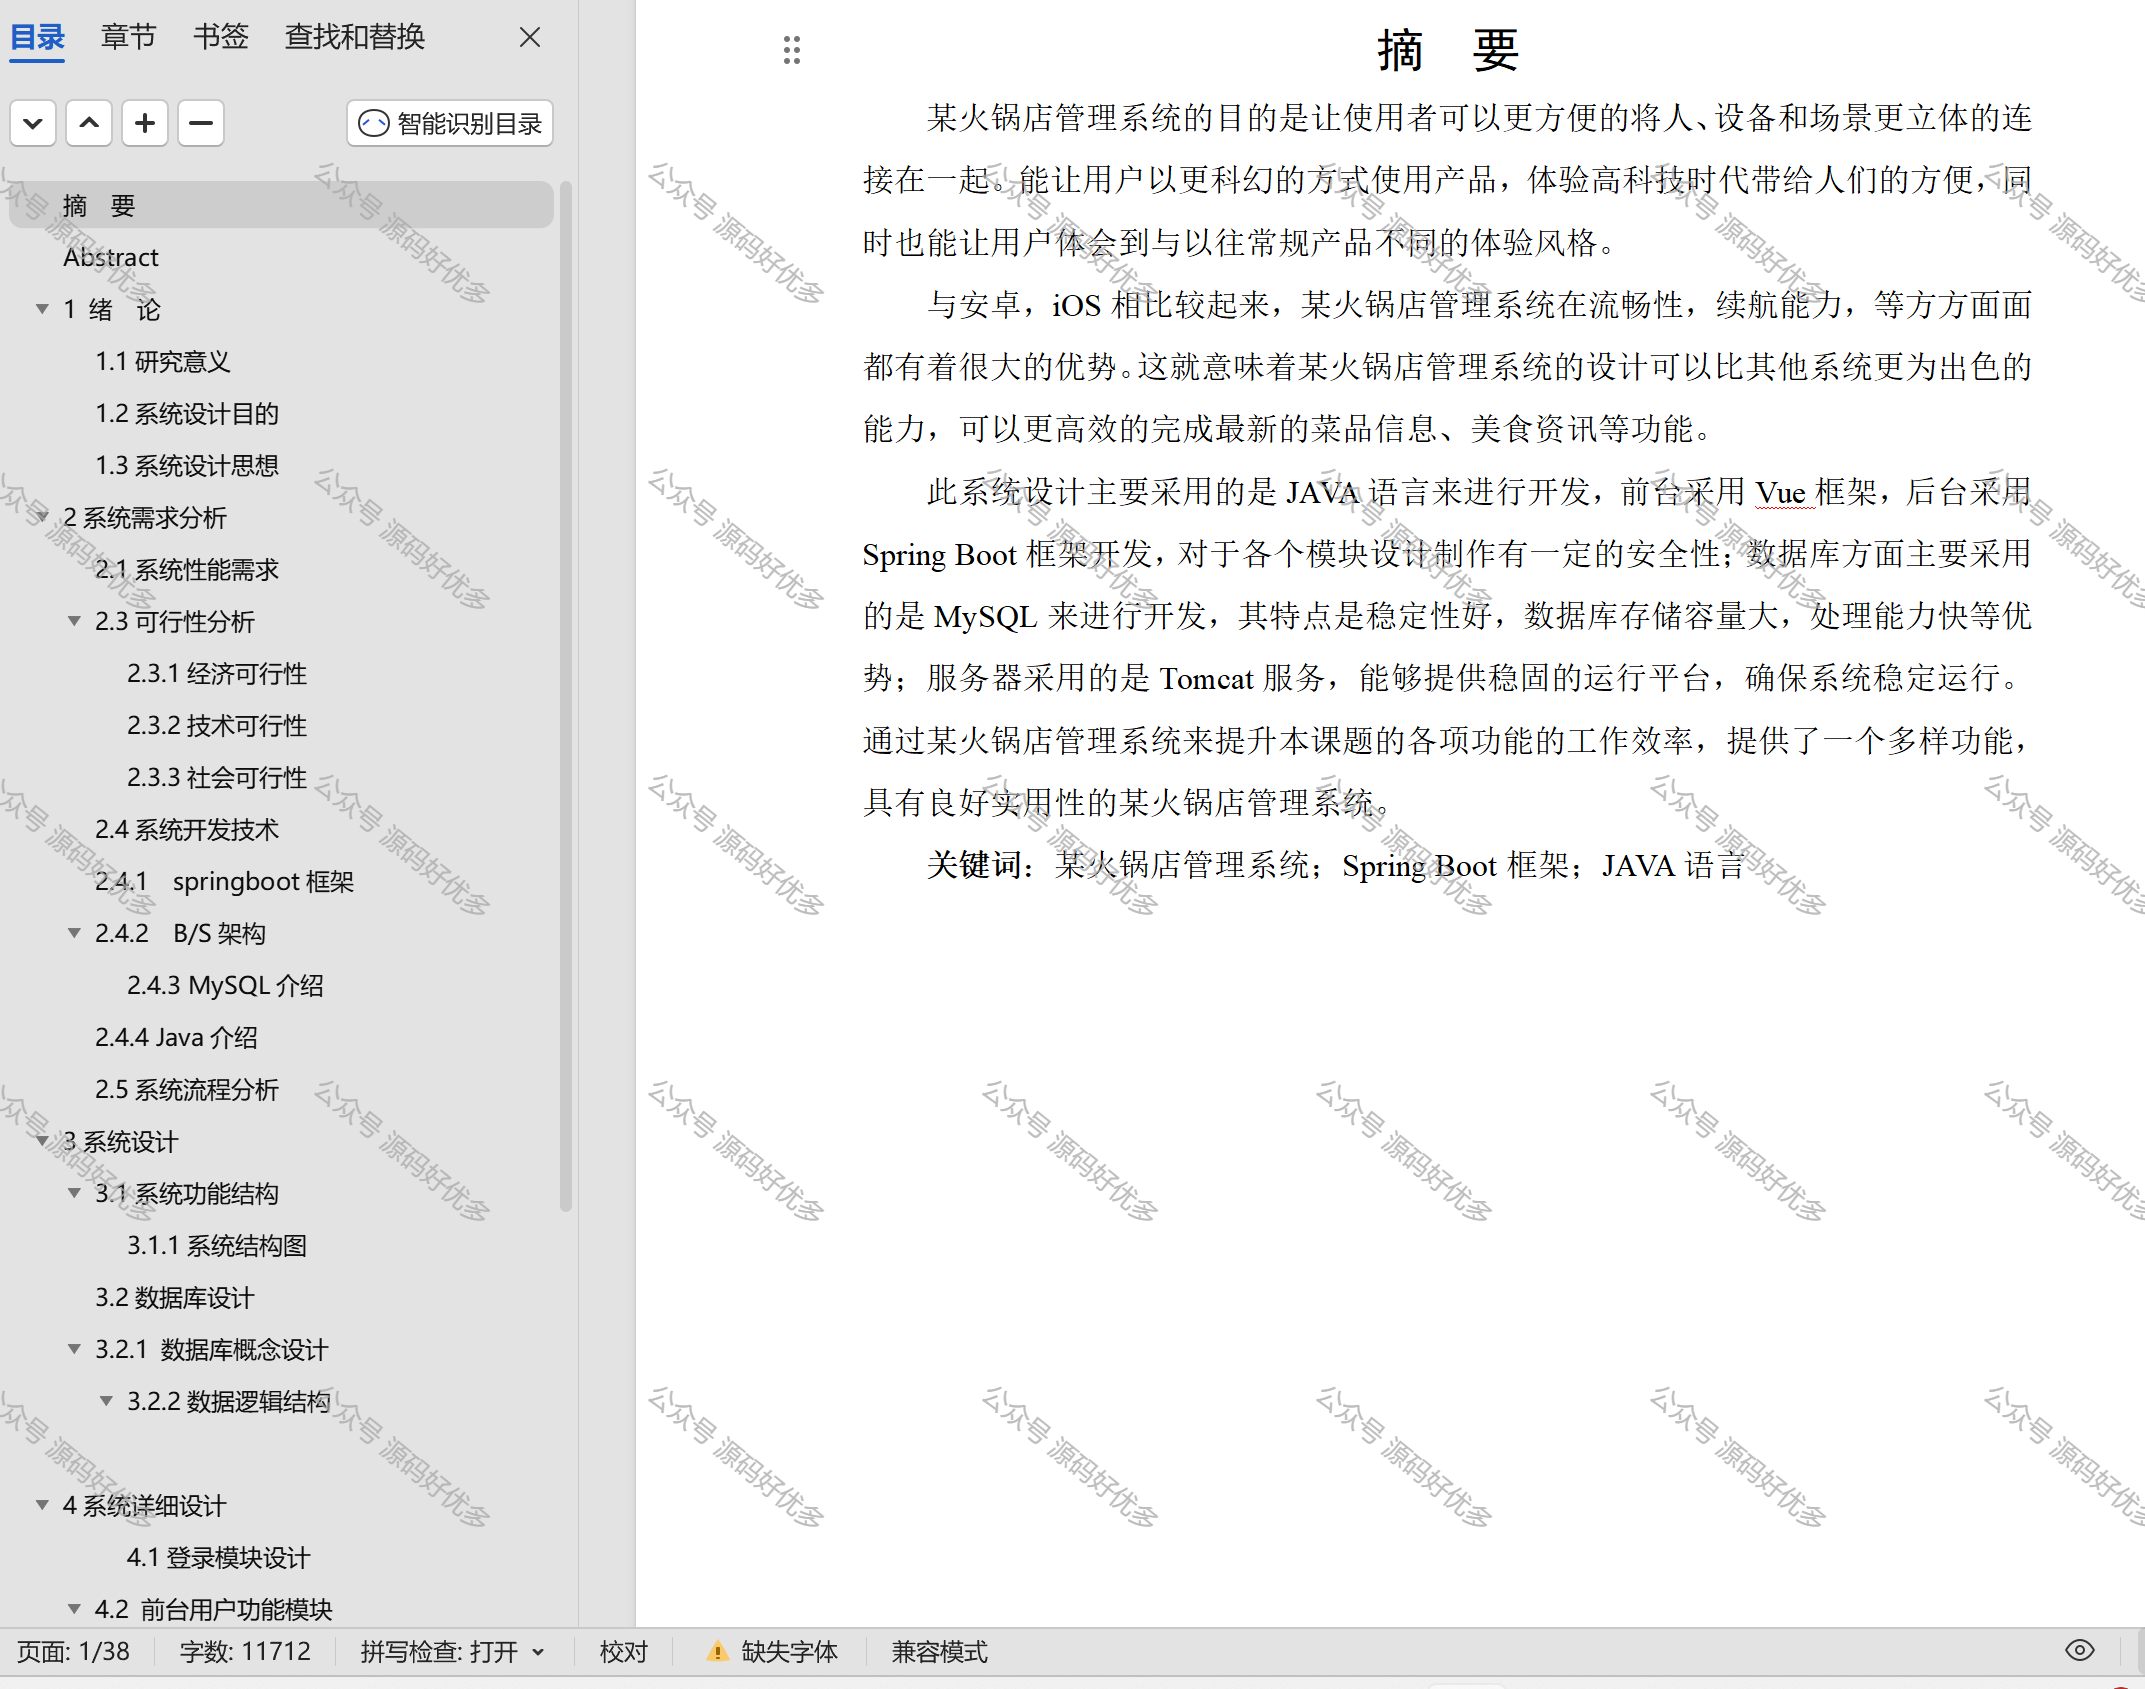 目录 章节 书签 查找和替换
智能识别目录
摘 要
Abstract
1 绪 论
1.1 研究意义
1.2 系统设计目的
1.3 系统设计思想
2 系统需求分析
2.1 系统性能需求
2.3 可行性分析
2.3.1 经济可行性
2.3.2 技术可行性
2.3.3 社会可行性
2.4 系统开发技术
2.4.1 springboot 框架
2.4.2 B/S 架构
2.4.3 MySQL 介绍
2.4.4 Java 介绍
2.5 系统流程分析
3 系统设计
3.1 系统功能结构
3.1.1 系统结构图
3.2 数据库设计
3.2.1 数据库概念设计
3.2.2 数据逻辑结构
4 系统详细设计
4.1 登录模块设计
4.2 前台用户功能模块
摘 要
某火锅店管理系统的目的是让使用者可以更方便的将人、设备和场景更立体的连
接在一起。能让用户以更科幻的方式使用产品，体验高科技时代带给人们的方便，同
时也能让用户体会到与以往常规产品不同的体验风格。
与安卓，iOS 相比较起来，某火锅店管理系统在流畅性，续航能力，等方方面面
都有着很大的优势。这就意味着某火锅店管理系统的设计可以比其他系统更为出色的
能力，可以更高效的完成最新的菜品信息、美食资讯等功能。
此系统设计主要采用的是 JAVA 语言来进行开发，前台采用 Vue 框架，后台采用
Spring Boot 框架开发，对于各个模块设计制作有一定的安全性；数据库方面主要采用
的是 MySQL 来进行开发，其特点是稳定性好，数据库存储容量大，处理能力快等优
势；服务器采用的是 Tomcat 服务，能够提供稳固的运行平台，确保系统稳定运行。
通过某火锅店管理系统来提升本课题的各项功能的工作效率，提供了一个多样功能，
具有良好实用性的某火锅店管理系统。
关键词：某火锅店管理系统；Spring Boot 框架；JAVA 语言
公众号 源码好优多
页面: 1/38 字数: 11712 拼写检查: 打开 校对 缺失字体 兼容模式